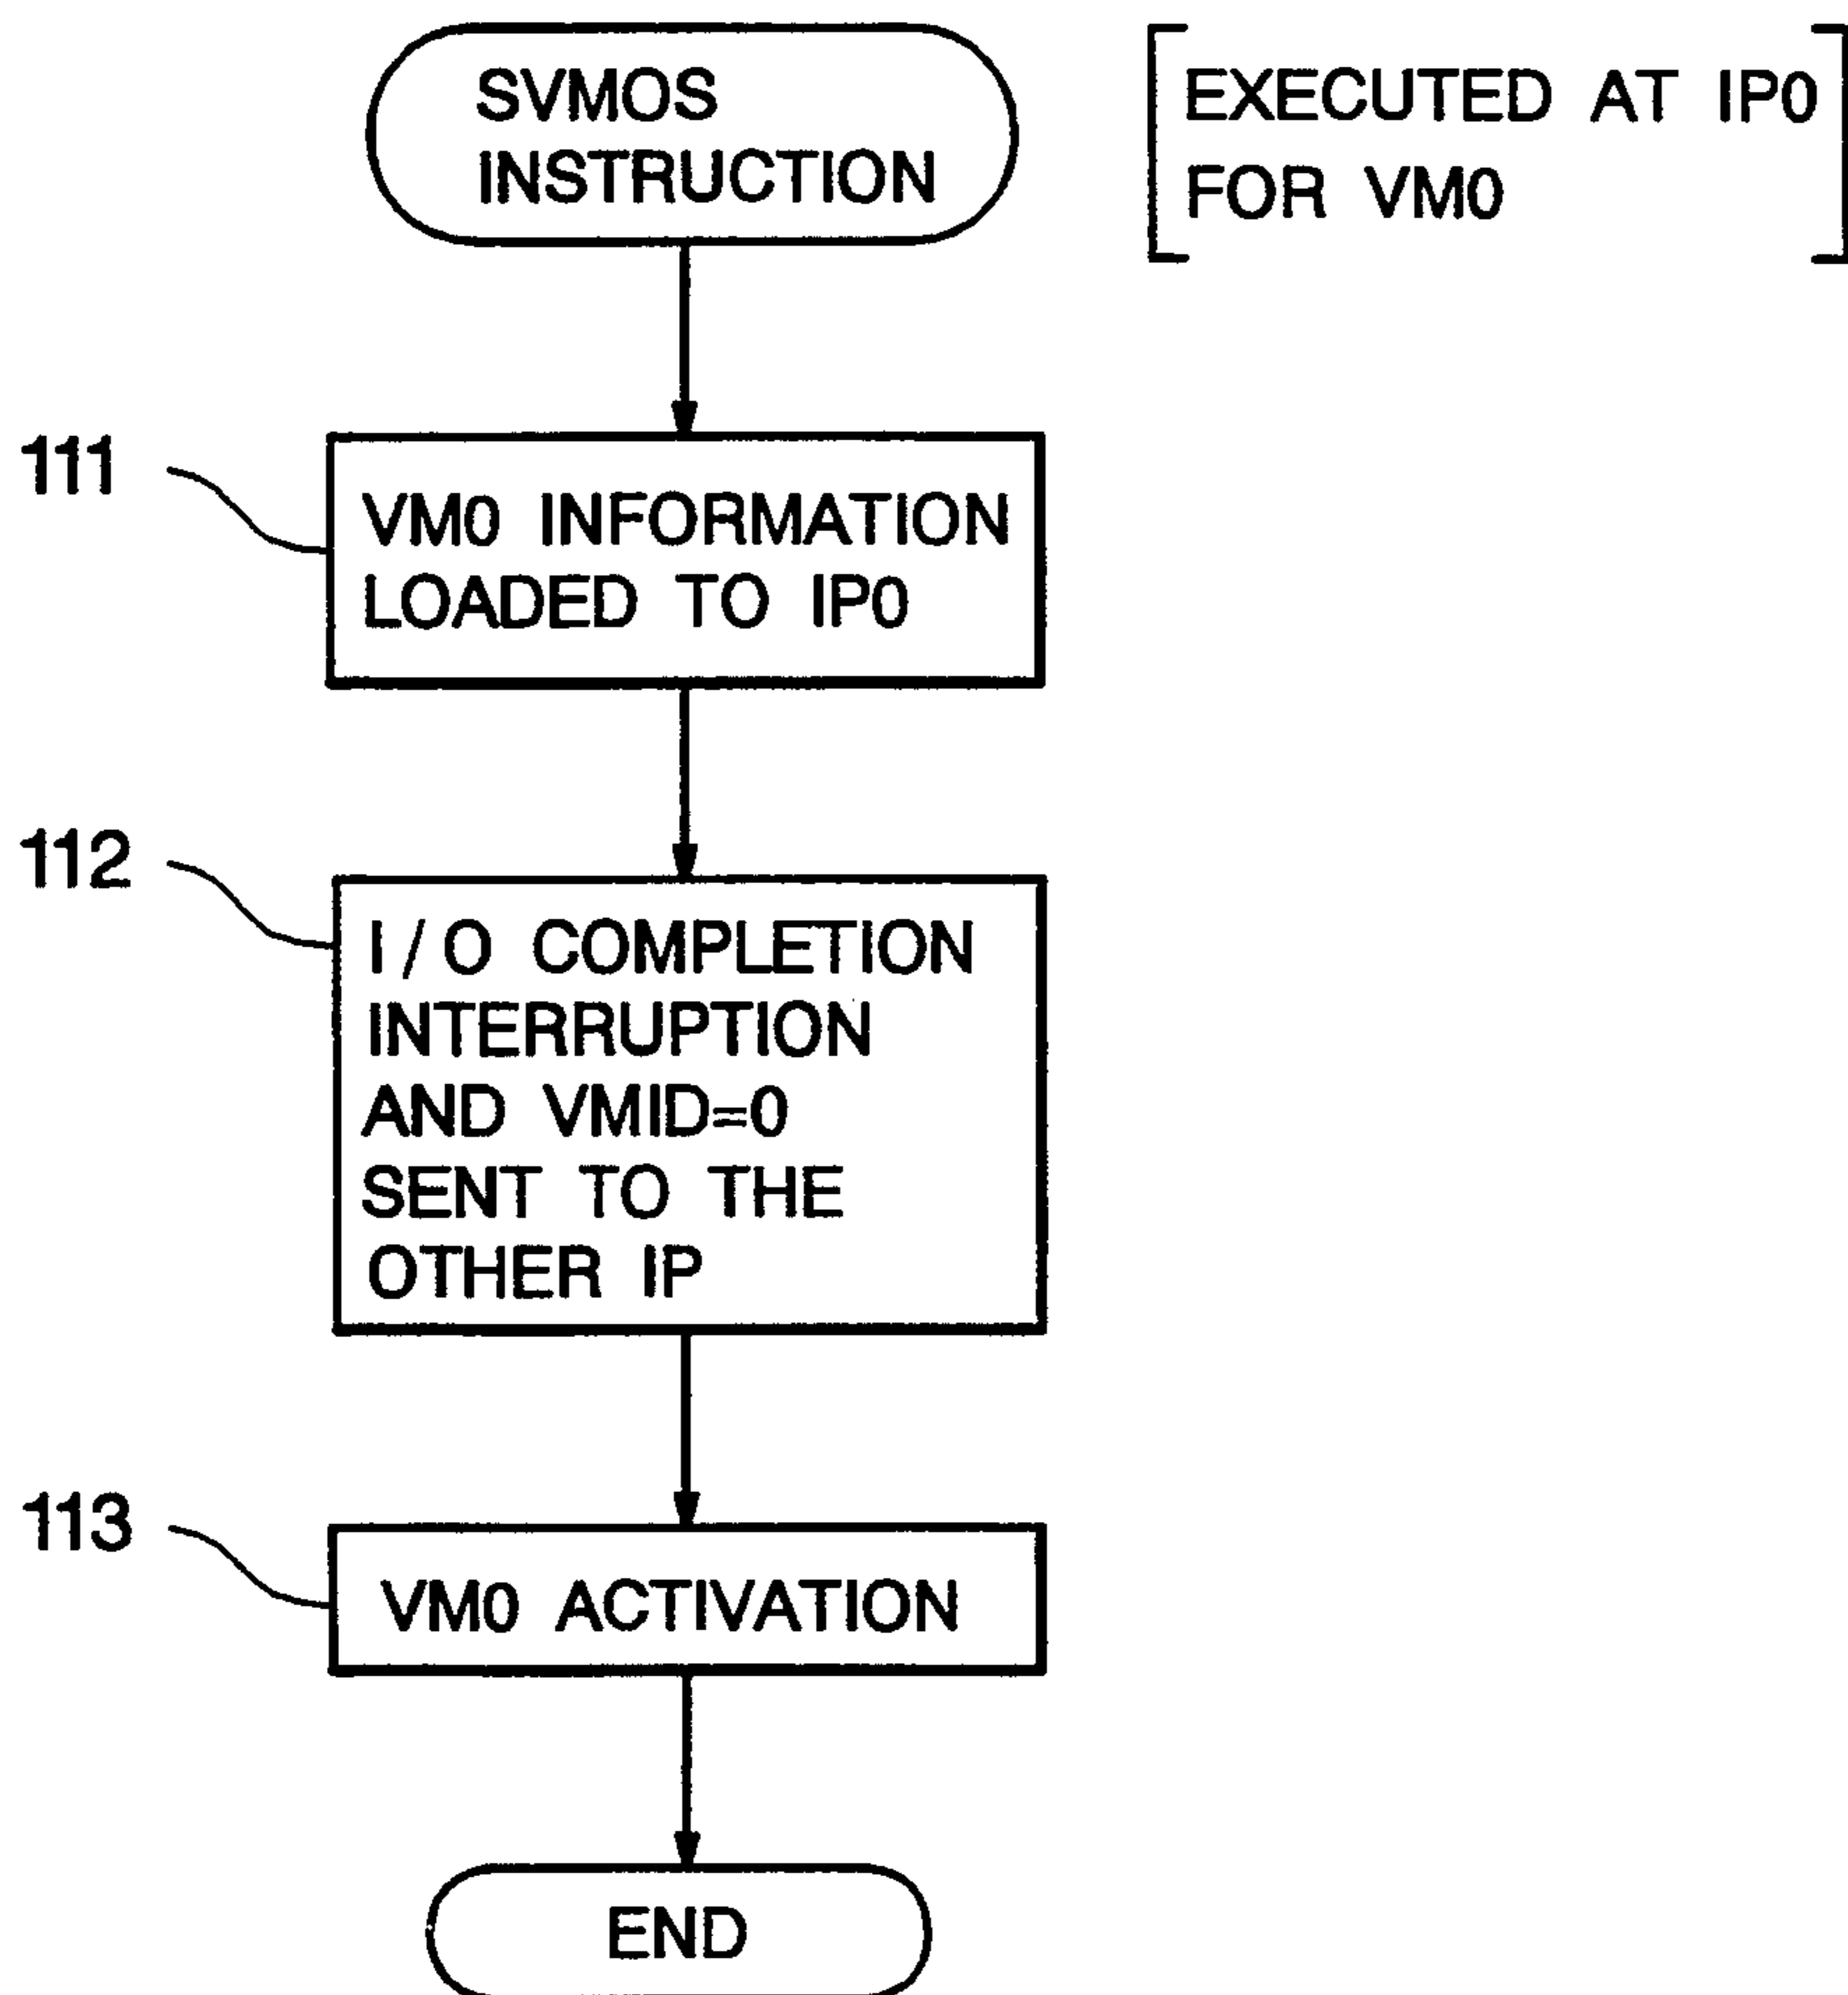 SVMOS
INSTRUCTION
EXECUTED AT IP0
FOR VM0
111
VM0 INFORMATION
LOADED TO IP0
112
I/O COMPLETION
INTERRUPTION
AND VMID=0
SENT TO THE
OTHER IP
113
VM0 ACTIVATION
END